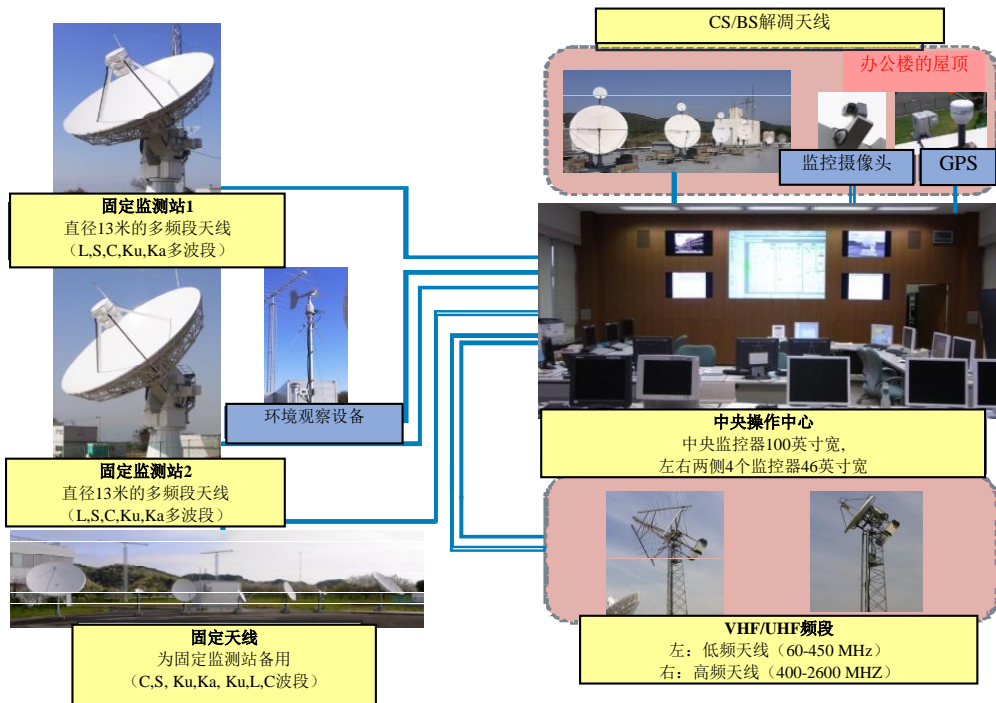 CS/BS解凋天线
办公楼的屋顶
监控摄像头
GPS
固定监测站1
直径13米的多频段天线
（L,S,C,Ku,Ka多波段）
环境观察设备
固定监测站2
直径13米的多频段天线
（L,S,C,Ku,Ka多波段）
中央操作中心
中央监控器100英寸宽,
左右两侧4个监控器46英寸宽
固定天线
为固定监测站备用
（C,S, Ku,Ka, Ku,L,C波段）
VHF/UHF频段
左：低频天线（60-450 MHz）
右：高频天线（400-2600 MHZ）